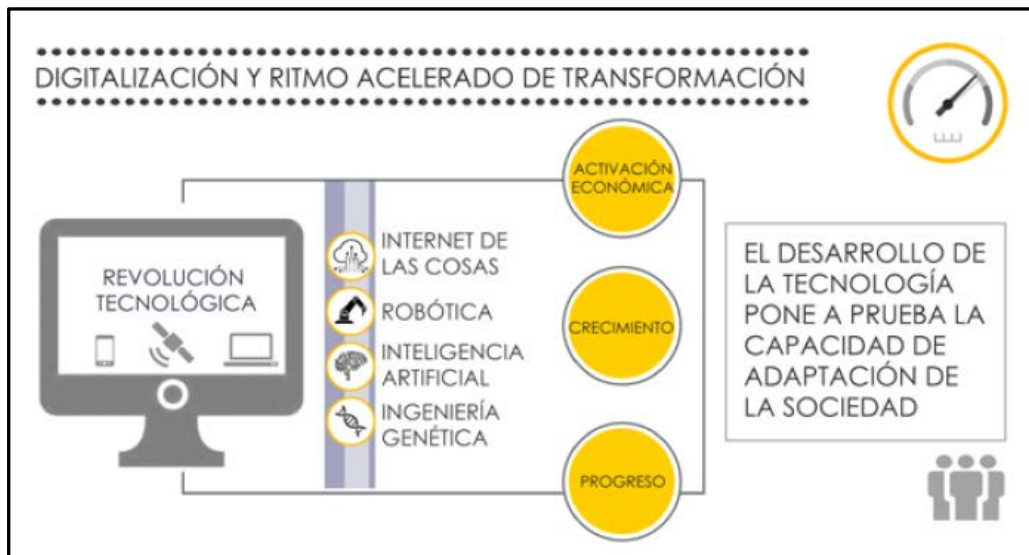 DIGITALIZACIÓN Y RITMO ACELERADO DE TRANSFORMACIÓN
REVOLUCIÓN
TECNOLÓGICA
INTERNET DE
LAS COSAS
ROBÓTICA
INTELIGENCIA
ARTIFICIAL
INGENIERÍA
GENÉTICA
ACTIVACIÓN
ECONÓMICA
CRECIMIENTO
PROGRESO
EL DESARROLLO DE
LA TECNOLOGÍA
PONE A PRUEBA LA
CAPACIDAD DE
ADAPTACIÓN DE
LA SOCIEDAD